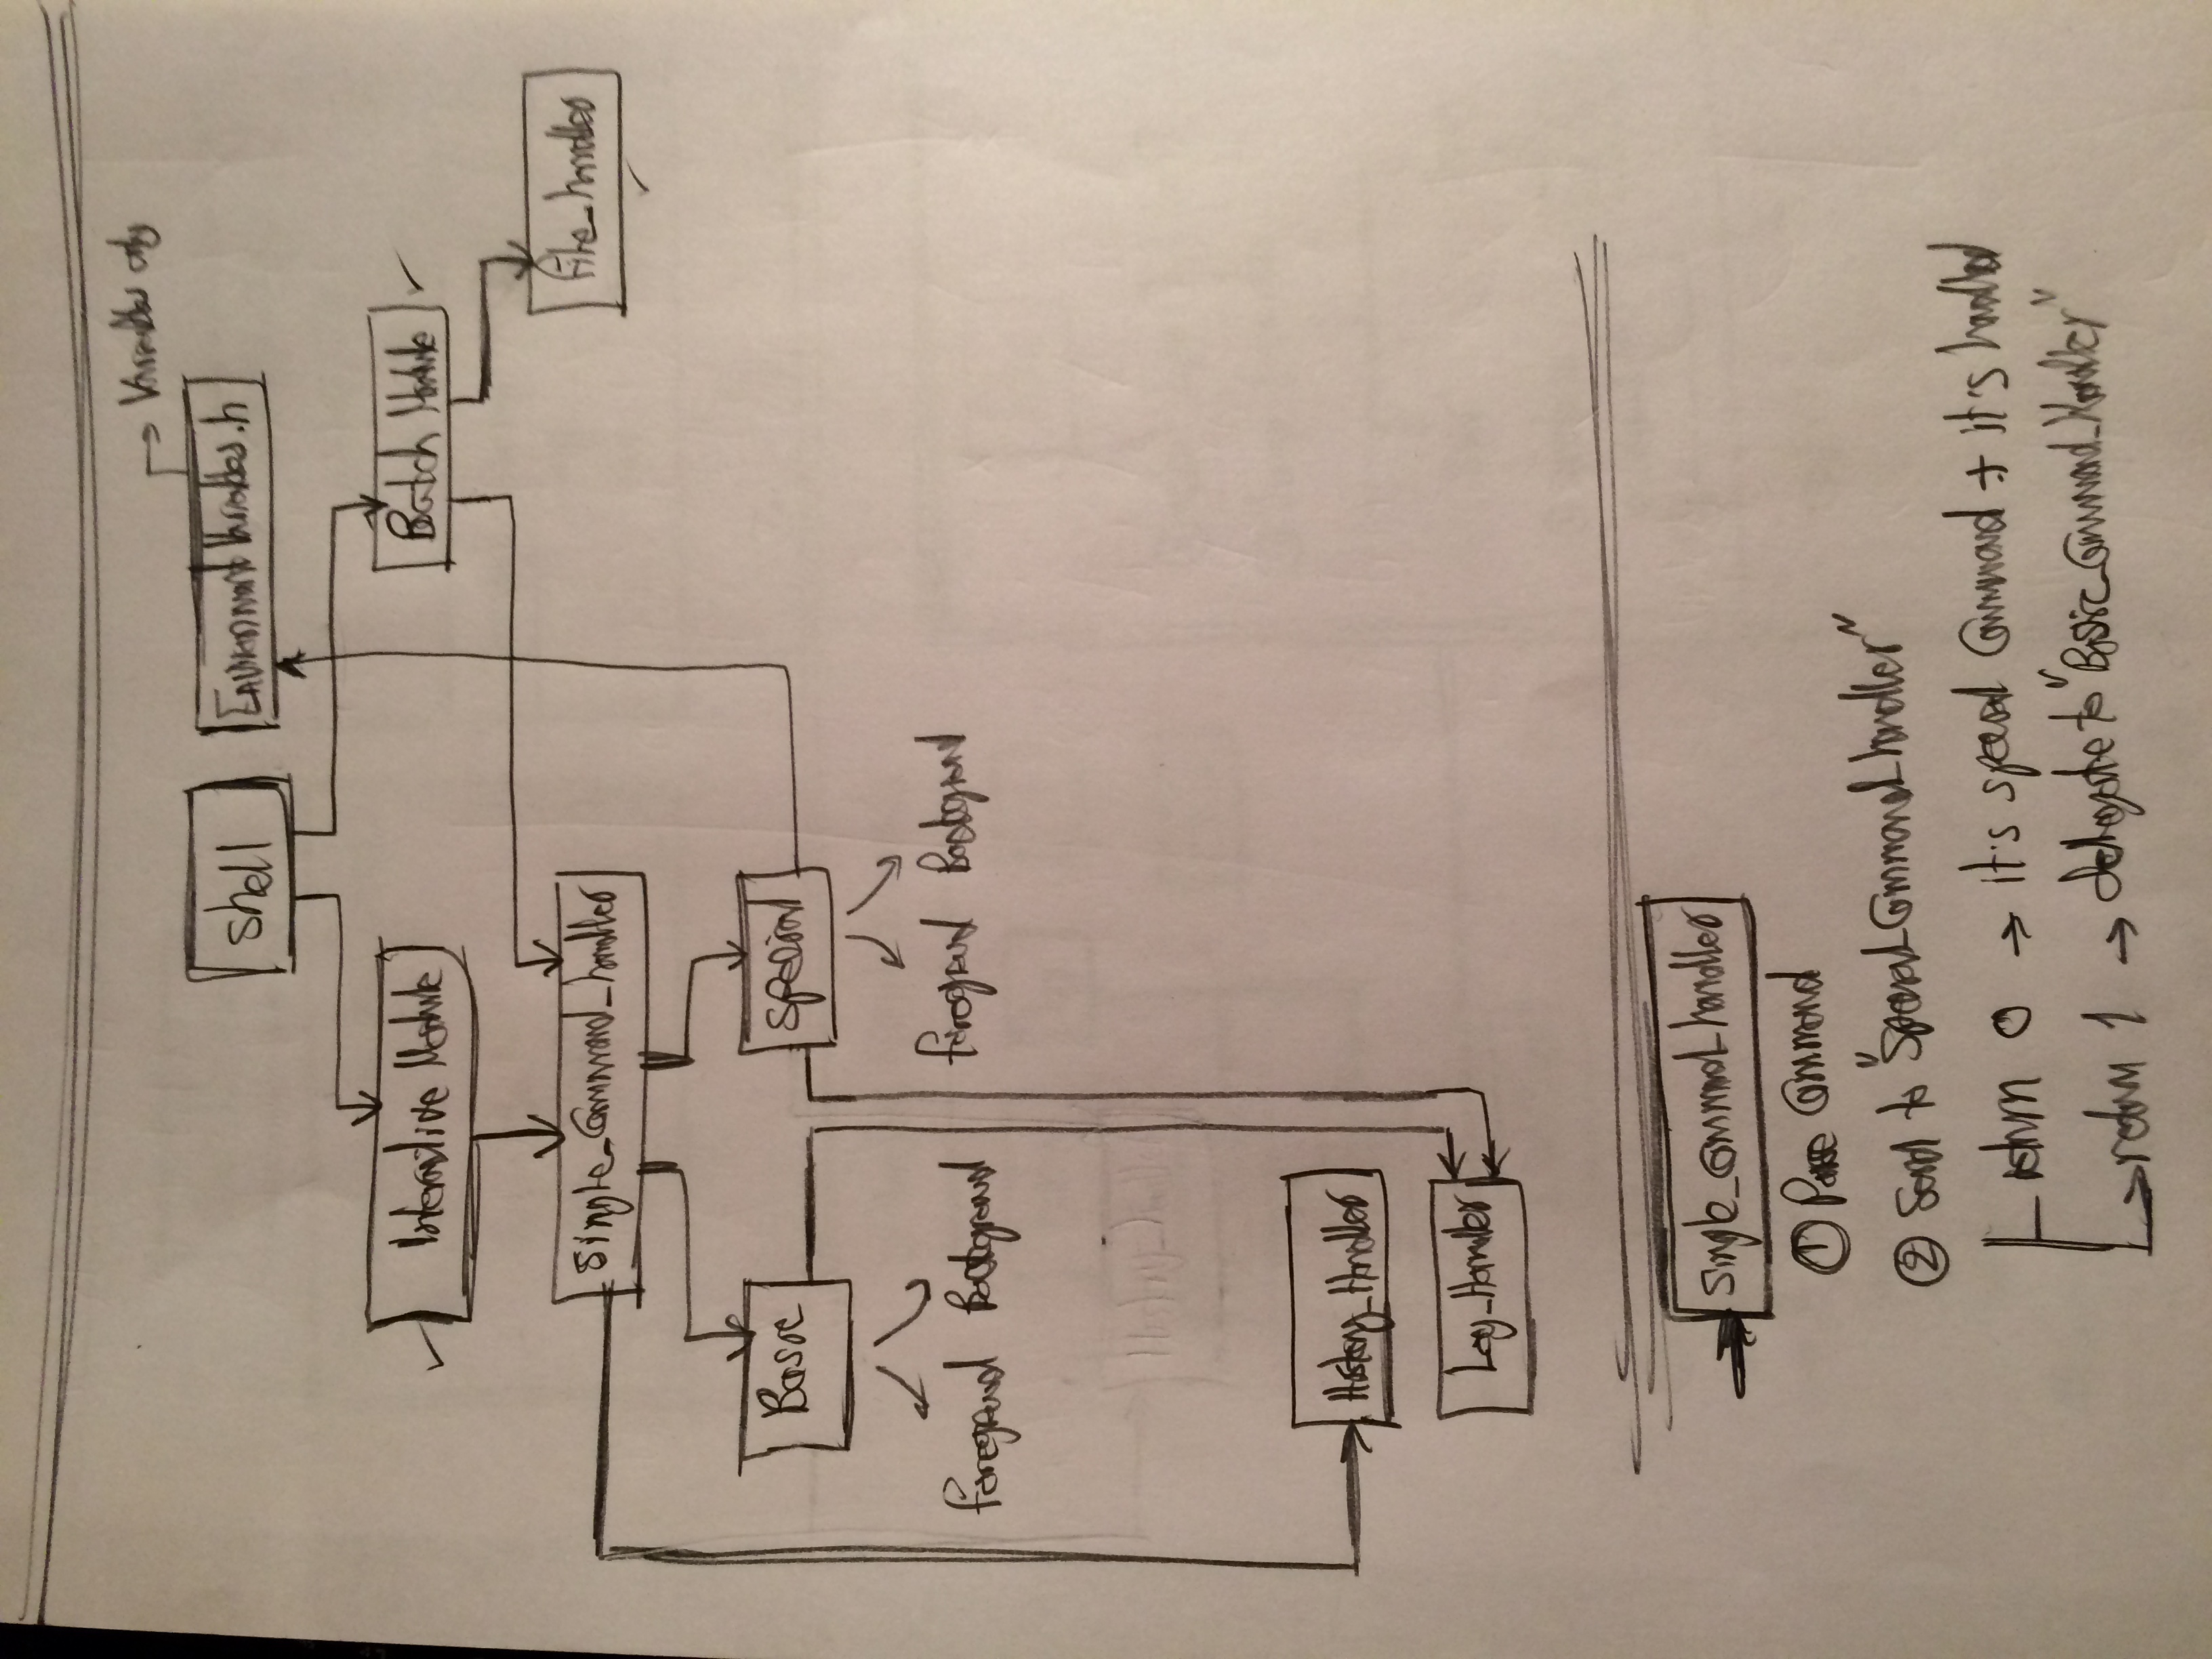 Variables only
Shell
EnvironmentVariables.h
Interactive Module
Batch Module
Single_Command_handler
file_handler
Basic
Special
foreground Background
foreground Background
History_Handler
Log_Handler
Single_Command_handler
① Parse Command
② Send to "Special_Command_handler"
return 0 → it's special Command + it's handled
return 1 → delegate to "Basic_Command_Handler"